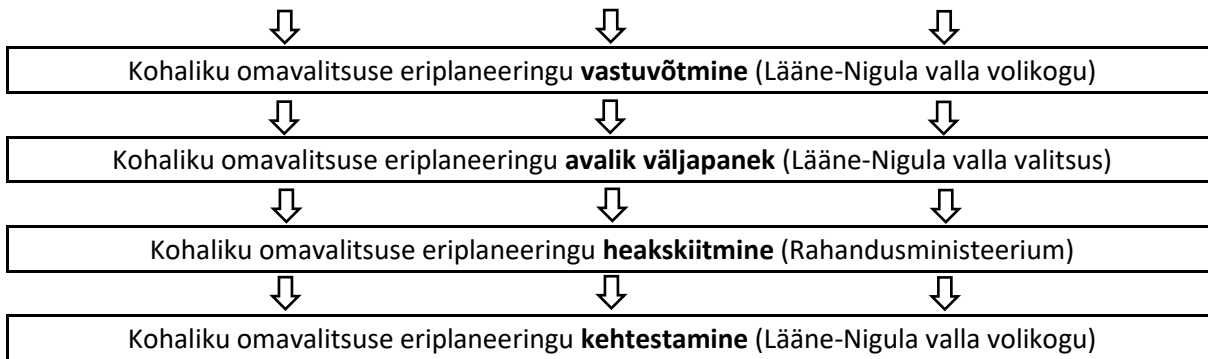 Kohaliku omavalitsuse eriplaneeringu vastuvõtmine (Lääne-Nigula valla volikogu)
Kohaliku omavalitsuse eriplaneeringu avalik väljapanek (Lääne-Nigula valla valitsus)
Kohaliku omavalitsuse eriplaneeringu heakskiitmine (Rahandusministeerium)
Kohaliku omavalitsuse eriplaneeringu kehtestamine (Lääne-Nigula valla volikogu)